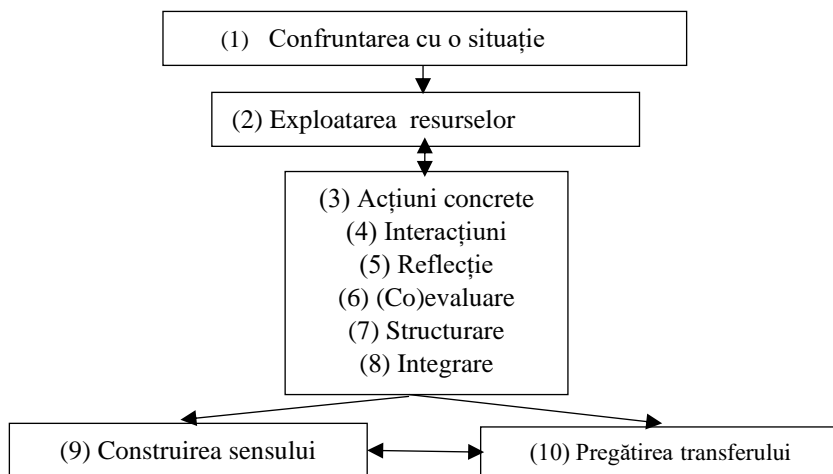 (1) Confruntarea cu o situație
(2) Exploatarea resurselor
(3) Acțiuni concrete
(4) Interacțiuni
(5) Reflecție
(6) (Co)evaluare
(7) Structurare
(8) Integrare
(9) Construirea sensului
(10) Pregătirea transferului